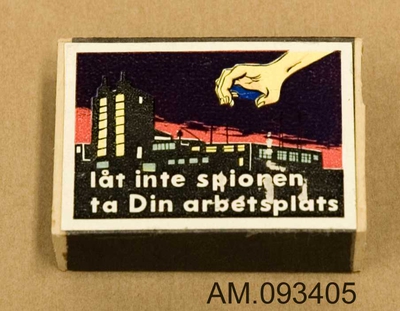 låt inte spionen
ta Din arbetsplats
AM.093405